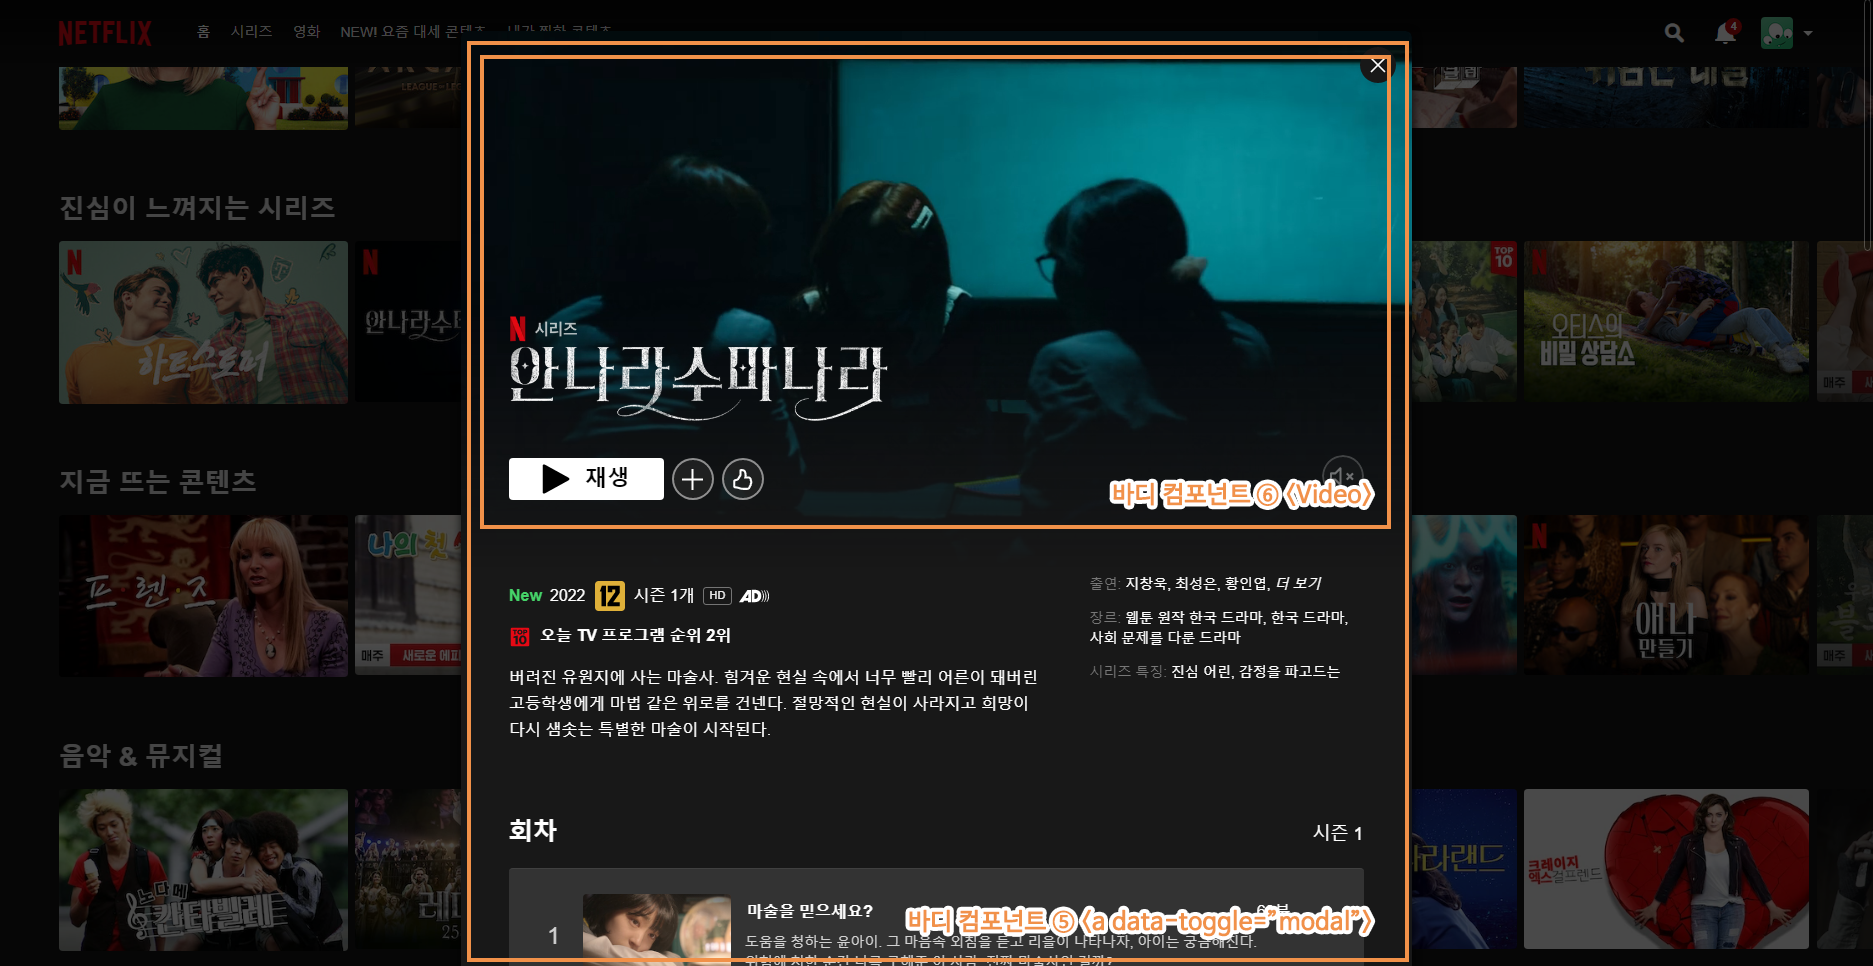 NETFLIX 홈 시리즈 영화 NEW! 요즘 대세 콘텐츠 내가 찜한 콘텐츠
4
진심이 느껴지는 시리즈
하트스토퍼
안나라수
TOP 10
오티스의 비밀 상담소
매주
N 시리즈
안나라수마나라
재생
바디 컴포넌트 ⑥ <Video>
지금 뜨는 콘텐츠
프렌즈
나의 첫
매주 새로운 에피
애나 만들기
매주
New 2022 12 시즌 1개 HD AD)))
TOP 10 오늘 TV 프로그램 순위 2위
버려진 유원지에 사는 마술사. 힘겨운 현실 속에서 너무 빨리 어른이 돼버린
고등학생에게 마법 같은 위로를 건넨다. 절망적인 현실이 사라지고 희망이
다시 샘솟는 특별한 마술이 시작된다.
출연: 지창욱, 최성은, 황인엽, 더 보기
장르: 웹툰 원작 한국 드라마, 한국 드라마,
사회 문제를 다룬 드라마
시리즈 특징: 진심 어린, 감정을 파고드는
음악 & 뮤지컬
노다메 칸타빌레
라라랜드
크레이지 엑스걸프렌드
회차
시즌 1
1
마술을 믿으세요?
바디 컴포넌트 ⑤ <a data-toggle="modal">
도움을 청하는 윤아이. 그 마음속 외침을 듣고 리을이 나타나자, 아이는 궁금해진다.